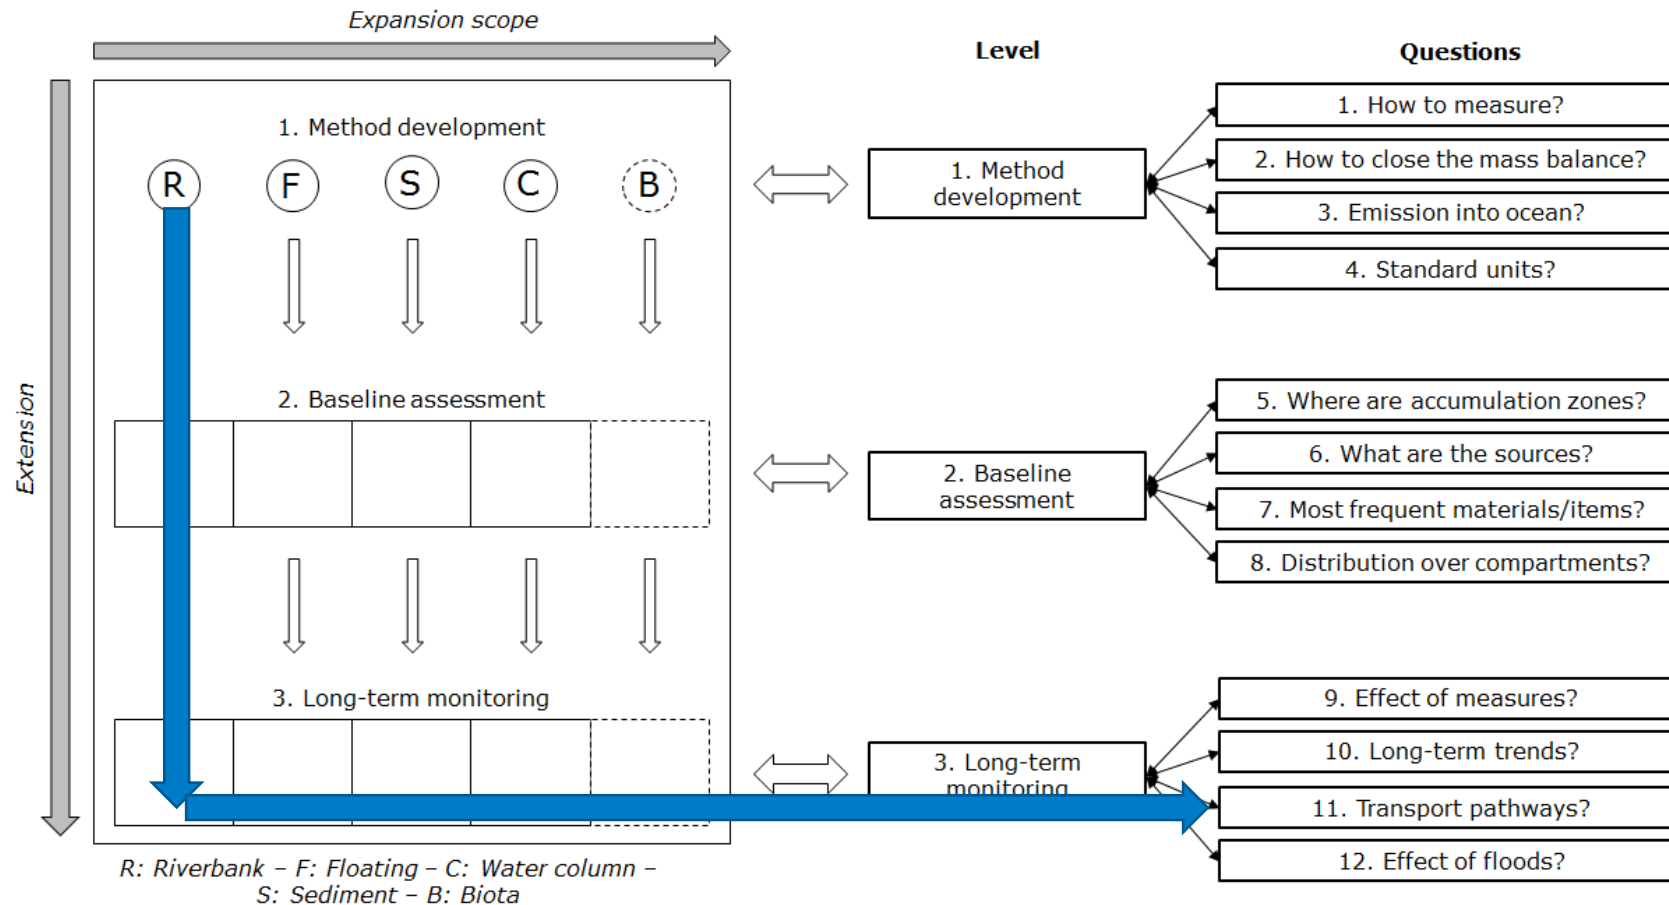 Expansion scope
Extension
1. Method development
R F S C B
2. Baseline assessment
3. Long-term monitoring
R: Riverbank – F: Floating – C: Water column –
S: Sediment – B: Biota
Level
1. Method
development
2. Baseline
assessment
3. Long-term
monitoring
Questions
1. How to measure?
2. How to close the mass balance?
3. Emission into ocean?
4. Standard units?
5. Where are accumulation zones?
6. What are the sources?
7. Most frequent materials/items?
8. Distribution over compartments?
9. Effect of measures?
10. Long-term trends?
11. Transport pathways?
12. Effect of floods?